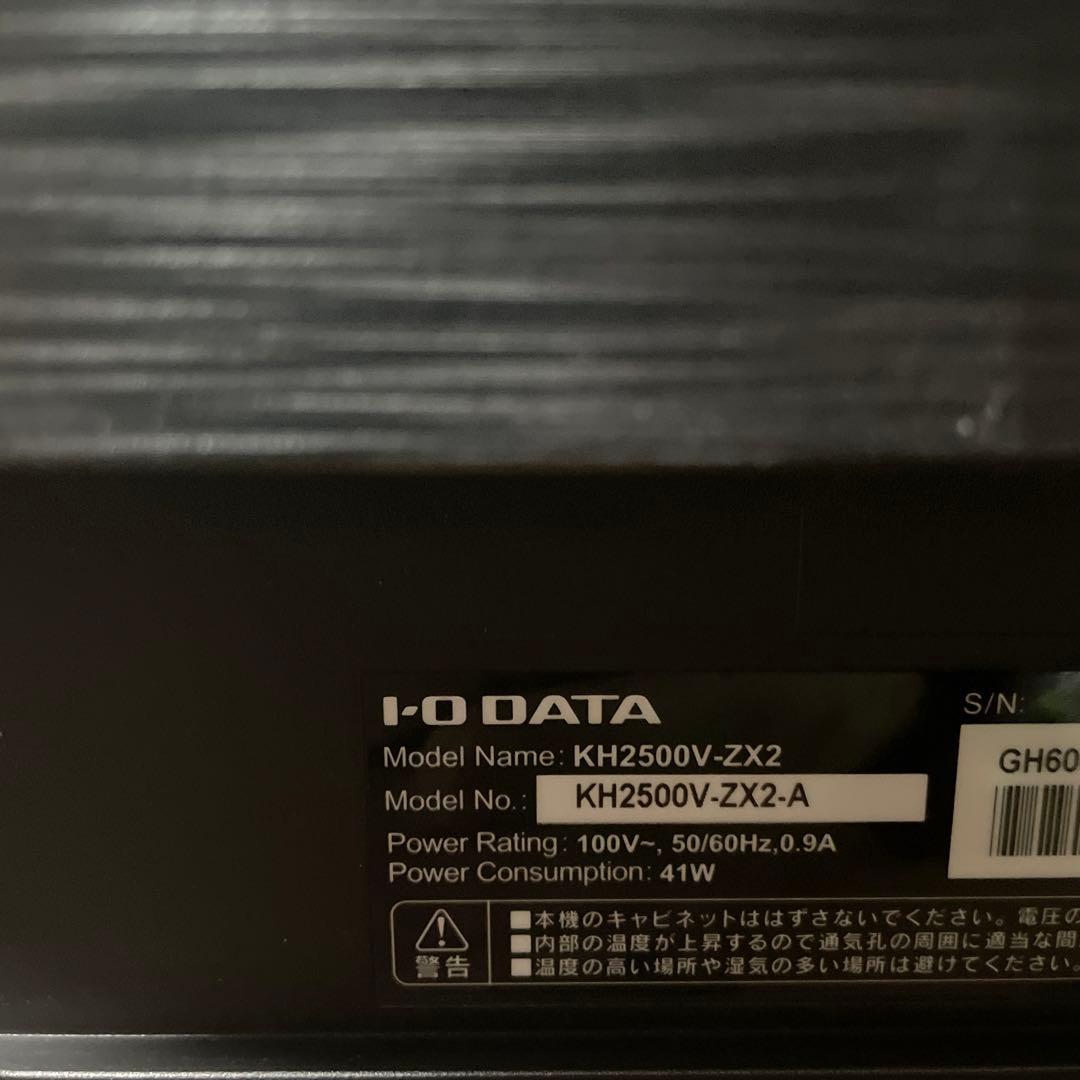 I-O DATA
S/N:
Model Name: KH2500V-ZX2
GH60
Model No.: KH2500V-ZX2-A
Power Rating: 100V~, 50/60Hz,0.9A
Power Consumption: 41W
警告
■本機のキャビネットははずさないでください。電圧の
■内部の温度が上昇するので通気孔の周囲に適当な間
■温度の高い場所や湿気の多い場所は避けてください。